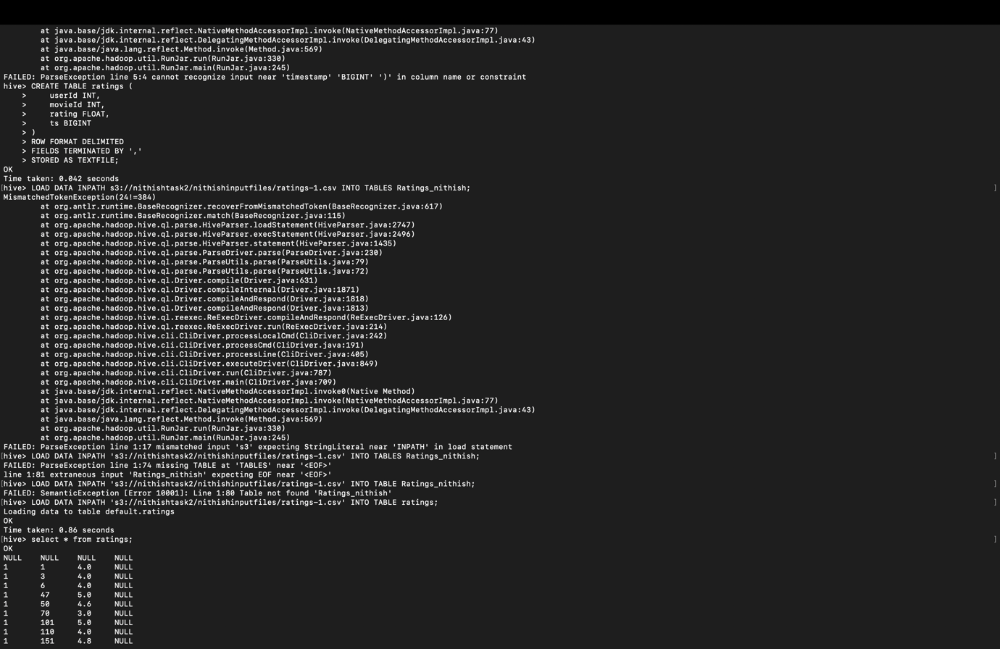 at java.base/jdk.internal.reflect.NativeMethodAccessorImpl.invoke(NativeMethodAccessorImpl.java:77)
        at java.base/jdk.internal.reflect.DelegatingMethodAccessorImpl.invoke(DelegatingMethodAccessorImpl.java:43)
        at java.base/java.lang.reflect.Method.invoke(Method.java:569)
        at org.apache.hadoop.util.RunJar.run(RunJar.java:330)
        at org.apache.hadoop.util.RunJar.main(RunJar.java:245)
FAILED: ParseException line 5:4 cannot recognize input near 'timestamp' 'BIGINT' ')' in column name or constraint
hive> CREATE TABLE ratings (
    >     userId INT,
    >     movieId INT,
    >     rating FLOAT,
    >     ts BIGINT
    > )
    > ROW FORMAT DELIMITED
    > FIELDS TERMINATED BY ','
    > STORED AS TEXTFILE;
OK
Time taken: 0.042 seconds
[hive> LOAD DATA INPATH s3://nithishtask2/nithishinputfiles/ratings-1.csv INTO TABLES Ratings_nithish; ]
MismatchedTokenException(24!=384)
        at org.antlr.runtime.BaseRecognizer.recoverFromMismatchedToken(BaseRecognizer.java:617)
        at org.antlr.runtime.BaseRecognizer.match(BaseRecognizer.java:115)
        at org.apache.hadoop.hive.ql.parse.HiveParser.loadStatement(HiveParser.java:2747)
        at org.apache.hadoop.hive.ql.parse.HiveParser.execStatement(HiveParser.java:2496)
        at org.apache.hadoop.hive.ql.parse.HiveParser.statement(HiveParser.java:1435)
        at org.apache.hadoop.hive.ql.parse.ParseDriver.parse(ParseDriver.java:230)
        at org.apache.hadoop.hive.ql.parse.ParseUtils.parse(ParseUtils.java:79)
        at org.apache.hadoop.hive.ql.parse.ParseUtils.parse(ParseUtils.java:72)
        at org.apache.hadoop.hive.ql.Driver.compile(Driver.java:631)
        at org.apache.hadoop.hive.ql.Driver.compileInternal(Driver.java:1871)
        at org.apache.hadoop.hive.ql.Driver.compileAndRespond(Driver.java:1818)
        at org.apache.hadoop.hive.ql.Driver.compileAndRespond(Driver.java:1813)
        at org.apache.hadoop.hive.ql.reexec.ReExecDriver.compileAndRespond(ReExecDriver.java:126)
        at org.apache.hadoop.hive.ql.reexec.ReExecDriver.run(ReExecDriver.java:214)
        at org.apache.hadoop.hive.cli.CliDriver.processLocalCmd(CliDriver.java:242)
        at org.apache.hadoop.hive.cli.CliDriver.processCmd(CliDriver.java:191)
        at org.apache.hadoop.hive.cli.CliDriver.processLine(CliDriver.java:405)
        at org.apache.hadoop.hive.cli.CliDriver.executeDriver(CliDriver.java:849)
        at org.apache.hadoop.hive.cli.CliDriver.run(CliDriver.java:787)
        at org.apache.hadoop.hive.cli.CliDriver.main(CliDriver.java:709)
        at java.base/jdk.internal.reflect.NativeMethodAccessorImpl.invoke0(Native Method)
        at java.base/jdk.internal.reflect.NativeMethodAccessorImpl.invoke(NativeMethodAccessorImpl.java:77)
        at java.base/jdk.internal.reflect.DelegatingMethodAccessorImpl.invoke(DelegatingMethodAccessorImpl.java:43)
        at java.base/java.lang.reflect.Method.invoke(Method.java:569)
        at org.apache.hadoop.util.RunJar.run(RunJar.java:330)
        at org.apache.hadoop.util.RunJar.main(RunJar.java:245)
FAILED: ParseException line 1:17 mismatched input 's3' expecting StringLiteral near 'INPATH' in load statement
[hive> LOAD DATA INPATH 's3://nithishtask2/nithishinputfiles/ratings-1.csv' INTO TABLES Ratings_nithish; ]
FAILED: ParseException line 1:74 missing TABLE at 'TABLES' near '<EOF>'
line 1:81 extraneous input 'Ratings_nithish' expecting EOF near '<EOF>'
[hive> LOAD DATA INPATH 's3://nithishtask2/nithishinputfiles/ratings-1.csv' INTO TABLE Ratings_nithish; ]
FAILED: SemanticException [Error 10001]: Line 1:80 Table not found 'Ratings_nithish'
[hive> LOAD DATA INPATH 's3://nithishtask2/nithishinputfiles/ratings-1.csv' INTO TABLE ratings; ]
Loading data to table default.ratings
OK
Time taken: 0.86 seconds
[hive> select * from ratings; ]
OK
NULL    NULL    NULL    NULL
1       1       4.0     NULL
1       3       4.0     NULL
1       6       4.0     NULL
1       47      5.0     NULL
1       50      4.6     NULL
1       70      3.0     NULL
1       101     5.0     NULL
1       110     4.0     NULL
1       151     4.8     NULL